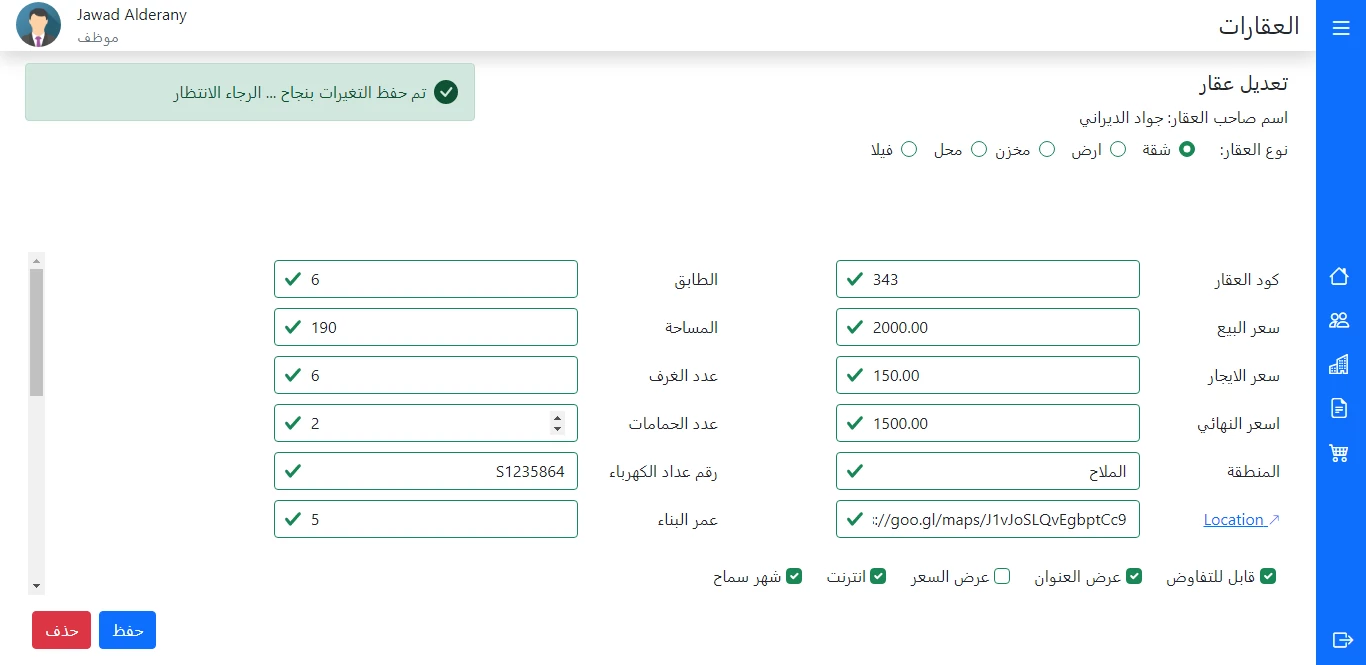 العقارات
Jawad Alderany
موظف
تعديل عقار
تم حفظ التغيرات بنجاح ... الرجاء الانتظار
اسم صاحب العقار: جواد الديراني
نوع العقار: شقة ارض مخزن محل فيلا
كود العقار 343 الطابق 6
سعر البيع 2000.00 المساحة 190
سعر الايجار 150.00 عدد الغرف 6
اسعر النهائي 1500.00 عدد الحمامات 2
المنطقة الملاح رقم عداد الكهرباء S1235864
Location ://goo.gl/maps/J1vJoSLQvEgbptCc9 عمر البناء 5
قابل للتفاوض عرض العنوان عرض السعر انترنت شهر سماح
حفظ حذف